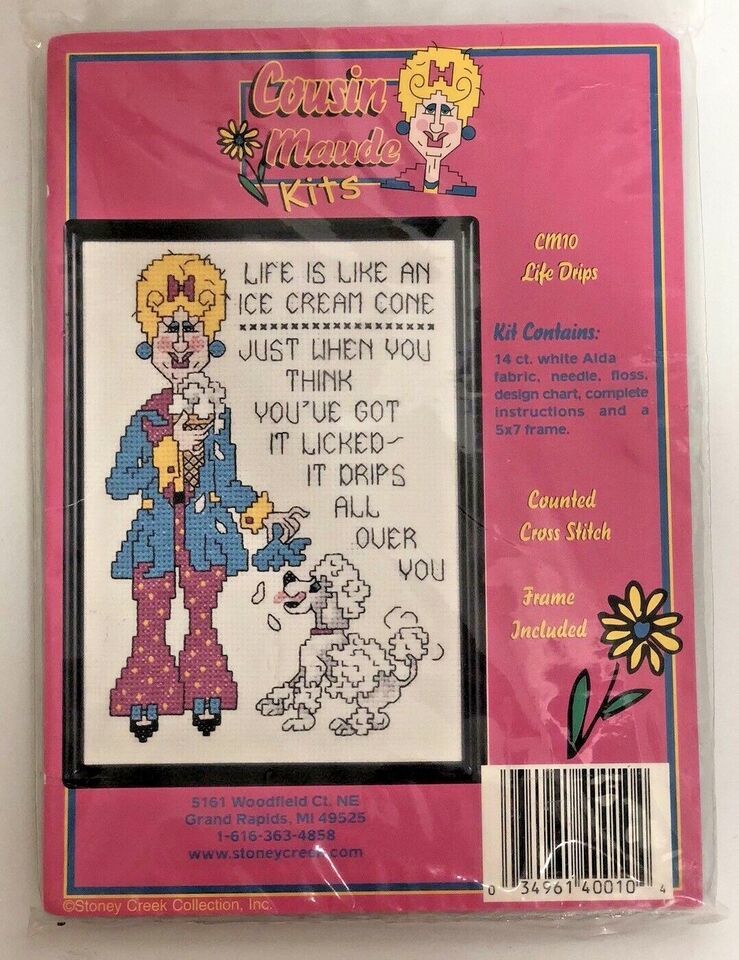 Cousin
Maude
Kits
CM10
Life Drips
Kit Contains:
14 ct. white Aida
fabric, needle, floss,
design chart, complete
instructions and a
5x7 frame.
LIFE IS LIKE AN
ICE CREAM CONE
JUST WHEN YOU
THINK
YOU'VE GOT
IT LICKED~
IT DRIPS
ALL
OVER
YOU
Counted
Cross Stitch
Frame
Included
5161 Woodfield Ct. NE
Grand Rapids, MI 49525
1-616-363-4858
www.stoneycreek.com
0 34961 40010 4
©Stoney Creek Collection, Inc.